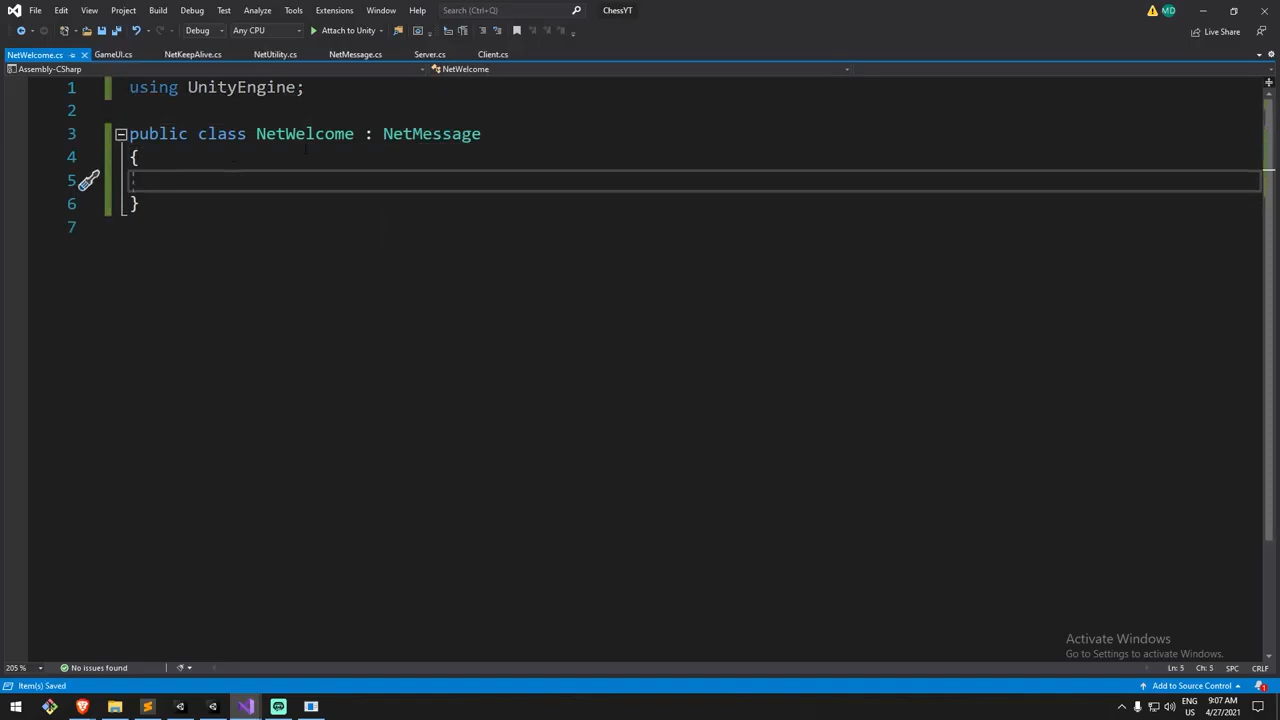 File Edit View Project Build Debug Test Analyze Tools Extensions Window Help Search (Ctrl+Q) ChessYT MD
Debug Any CPU Attach to Unity Live Share
NetWelcome.cs GameUI.cs NetKeepAlive.cs NetUtility.cs NetMessage.cs Server.cs Client.cs
Assembly-CSharp NetWelcome
1 using UnityEngine;
2
3 public class NetWelcome : NetMessage
4 {
5
6 }
7
Activate Windows
Go to Settings to activate Windows.
205 % No issues found Ln: 5 Ch: 5 SPC CRLF
Item(s) Saved Add to Source Control 1
ENG 9:07 AM
US 4/27/2021